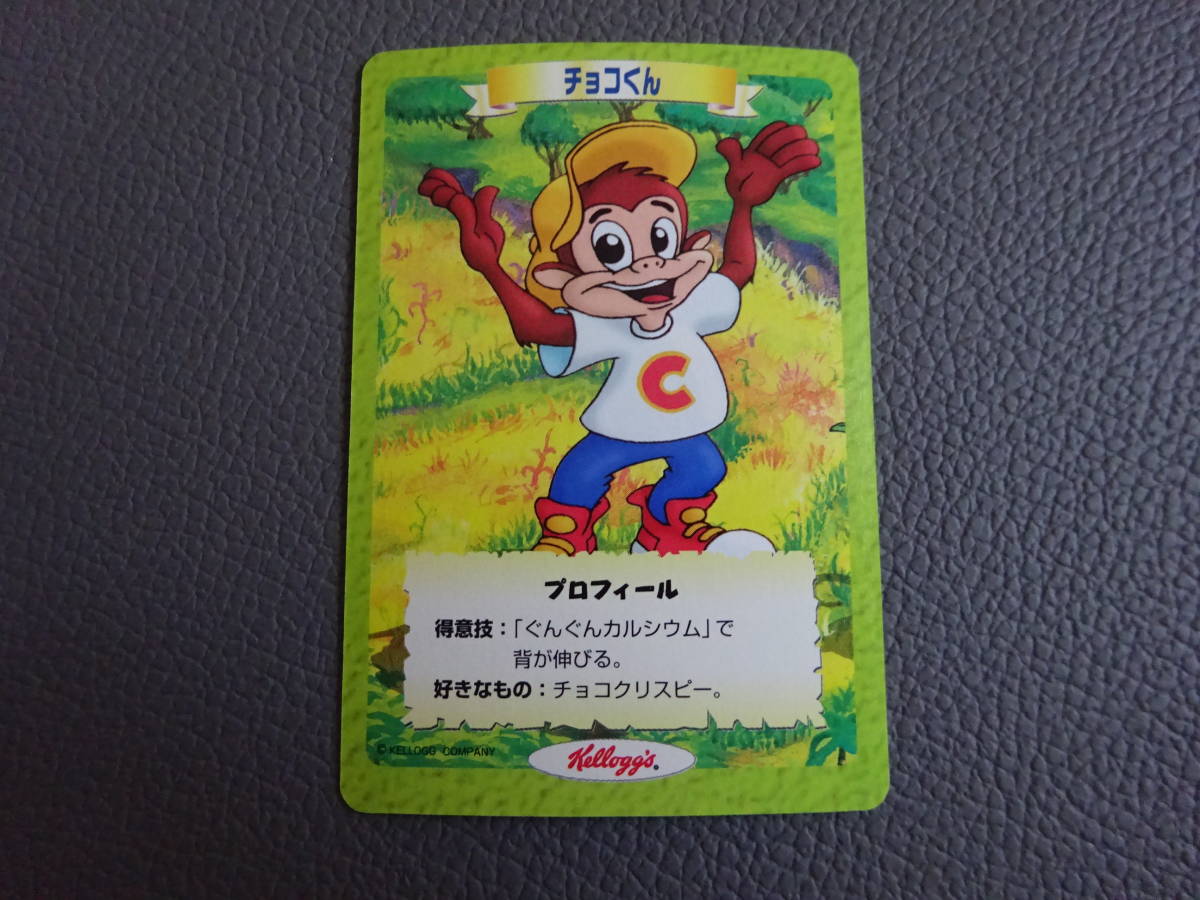 チョコくん
C
プロフィール
得意技：「ぐんぐんカルシウム」で
背が伸びる。
好きなもの：チョコクリスピー。
© KELLOGG COMPANY
Kellogg's®